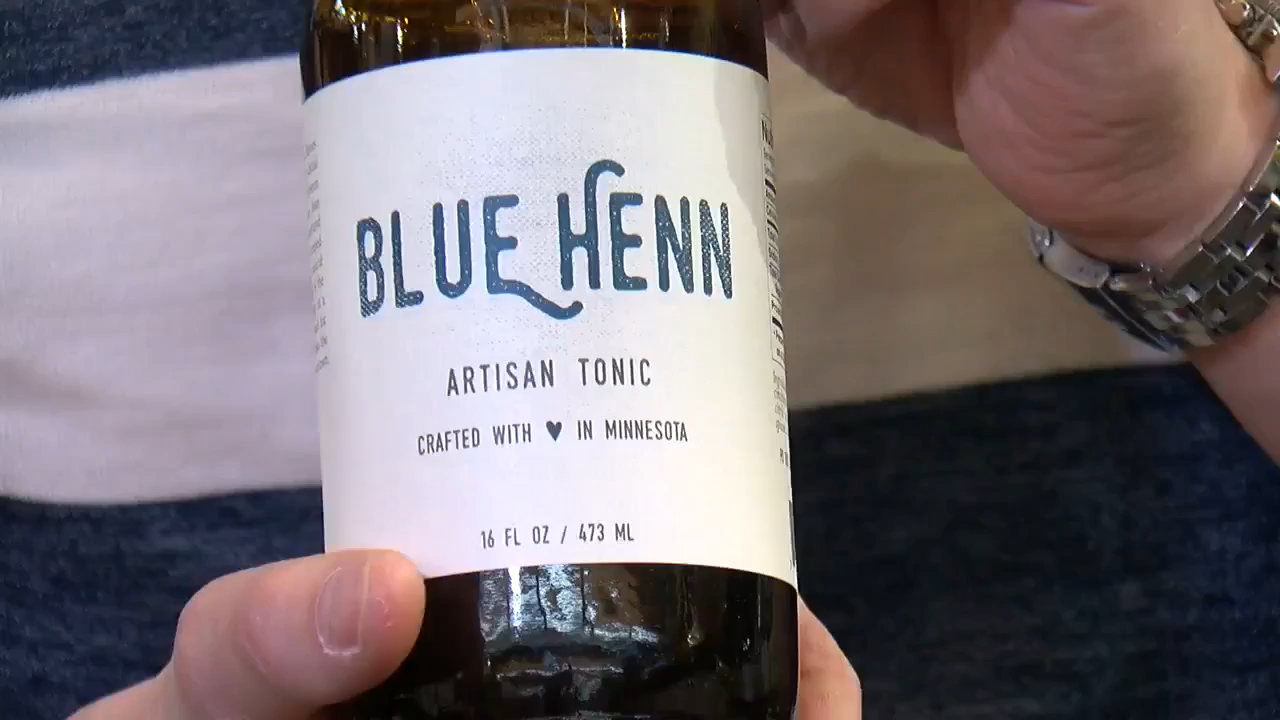 BLUE HENN
ARTISAN TONIC
CRAFTED WITH ♥ IN MINNESOTA
16 FL OZ / 473 ML